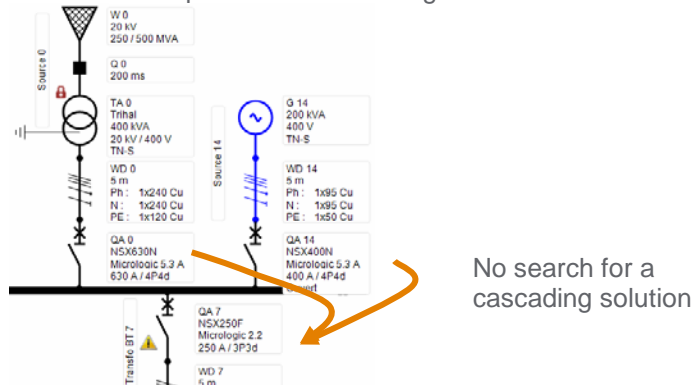 W 0
20 kV
250 / 500 MVA
Source 0
Q 0
200 ms
TA 0
Trihal
400 kVA
20 kV / 400 V
TN-S
G 14
200 kVA
400 V
TN-S
Source 14
WD 0
5 m
Ph : 1x240 Cu
N : 1x240 Cu
PE : 1x120 Cu
WD 14
5 m
Ph : 1x95 Cu
N : 1x95 Cu
PE : 1x50 Cu
QA 0
NSX630N
Micrologic 5.3 A
630 A / 4P4d
QA 14
NSX400N
Micrologic 5.3 A
400 A / 4P4d
No search for a
cascading solution
QA 7
NSX250F
Micrologic 2.2
250 A / 3P3d
Transfo BT 7
WD 7
5 m